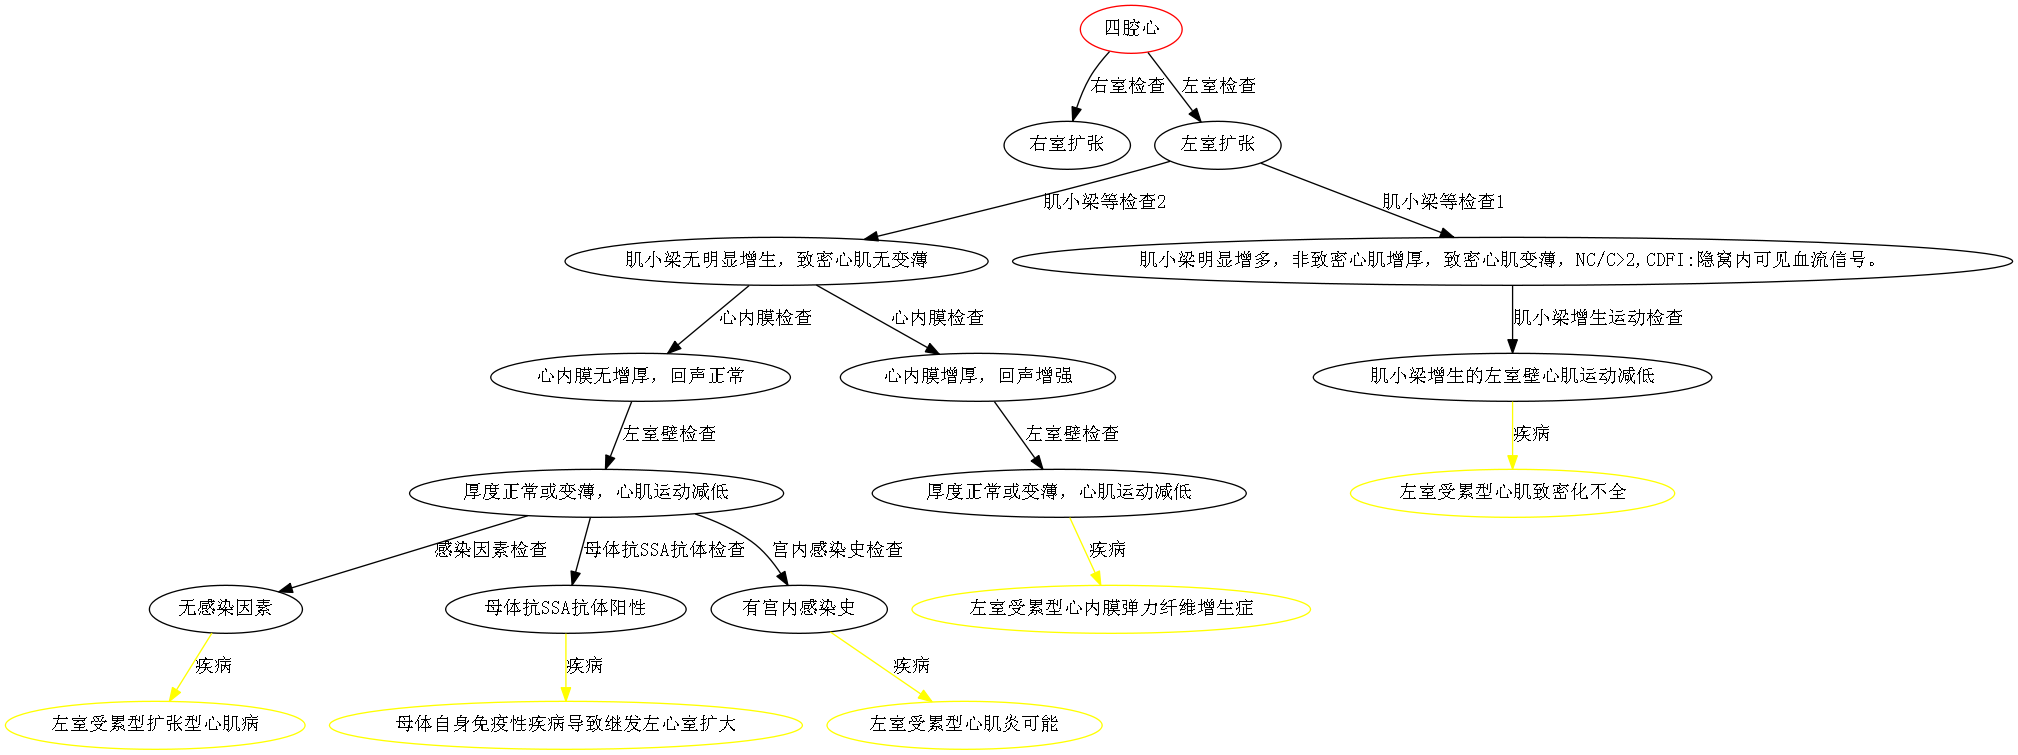 四腔心
右室检查
左室检查
右室扩张
左室扩张
肌小梁等检查2
肌小梁等检查1
肌小梁无明显增生，致密心肌无变薄
肌小梁明显增多，非致密心肌增厚，致密心肌变薄，NC/C>2,CDFI:隐窝内可见血流信号。
心内膜检查
心内膜检查
肌小梁增生运动检查
心内膜无增厚，回声正常
心内膜增厚，回声增强
肌小梁增生的左室壁心肌运动减低
左室壁检查
左室壁检查
疾病
厚度正常或变薄，心肌运动减低
厚度正常或变薄，心肌运动减低
左室受累型心肌致密化不全
感染因素检查
母体抗SSA抗体检查
宫内感染史检查
疾病
无感染因素
母体抗SSA抗体阳性
有宫内感染史
左室受累型心内膜弹力纤维增生症
疾病
疾病
疾病
左室受累型扩张型心肌病
母体自身免疫性疾病导致继发左心室扩大
左室受累型心肌炎可能